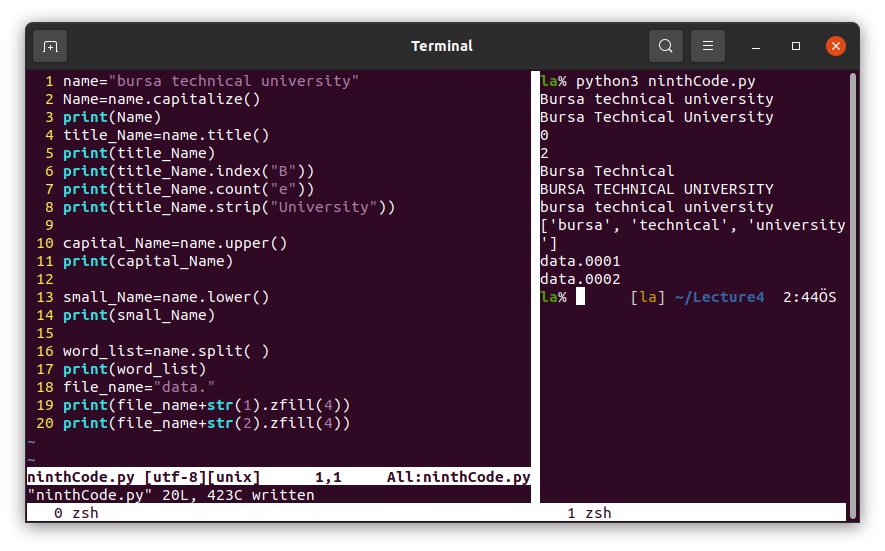 Terminal
1 name="bursa technical university"
2 Name=name.capitalize()
3 print(Name)
4 title_Name=name.title()
5 print(title_Name)
6 print(title_Name.index("B"))
7 print(title_Name.count("e"))
8 print(title_Name.strip("University"))
9
10 capital_Name=name.upper()
11 print(capital_Name)
12
13 small_Name=name.lower()
14 print(small_Name)
15
16 word_list=name.split( )
17 print(word_list)
18 file_name="data."
19 print(file_name+str(1).zfill(4))
20 print(file_name+str(2).zfill(4))
~
~
ninthCode.py [utf-8][unix] 1,1 All:ninthCode.py
"ninthCode.py" 20L, 423C written
0 zsh
la% python3 ninthCode.py
Bursa technical university
Bursa Technical University
0
2
Bursa Technical
BURSA TECHNICAL UNIVERSITY
bursa technical university
['bursa', 'technical', 'university
']
data.0001
data.0002
la% [la] ~/Lecture4 2:44ÖS
1 zsh